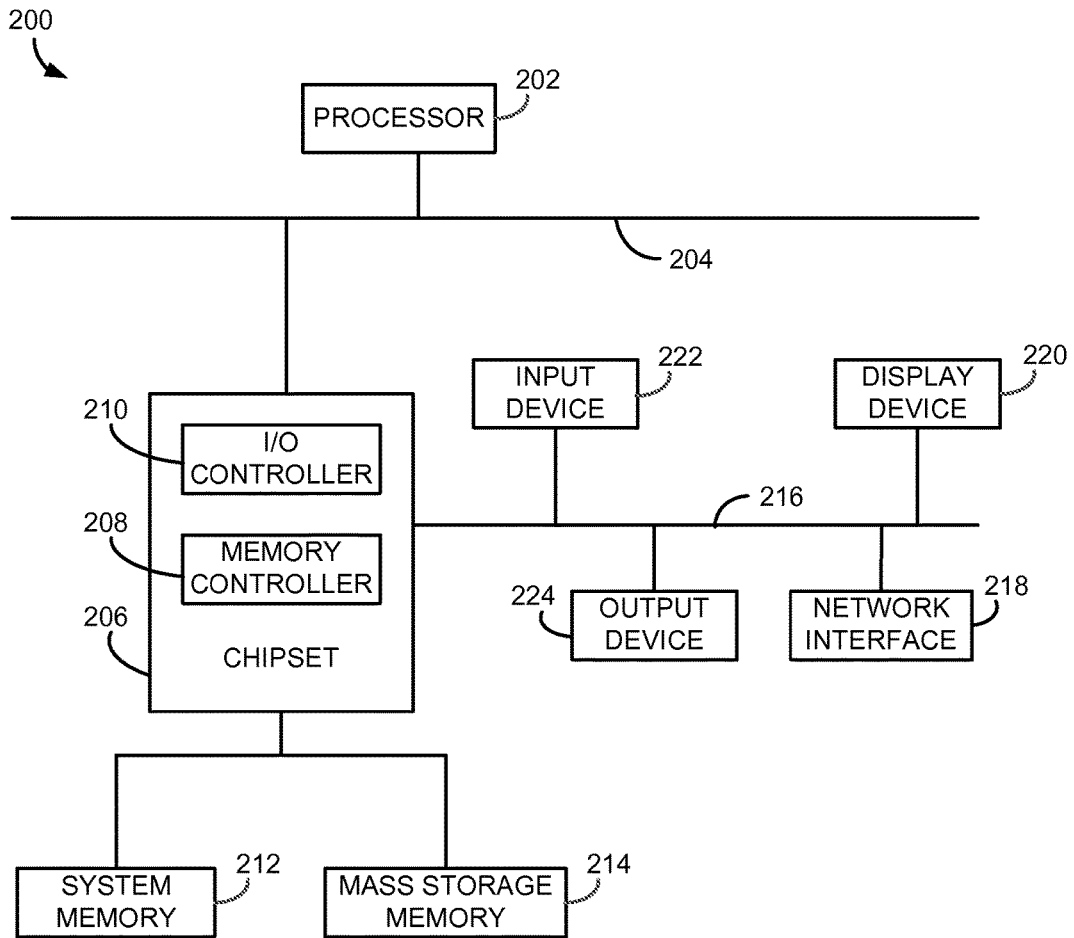 200
202
PROCESSOR
204
222
INPUT
DEVICE
220
DISPLAY
DEVICE
210
I/O
CONTROLLER
216
208
MEMORY
CONTROLLER
206
CHIPSET
224
OUTPUT
DEVICE
218
NETWORK
INTERFACE
212
SYSTEM
MEMORY
214
MASS STORAGE
MEMORY